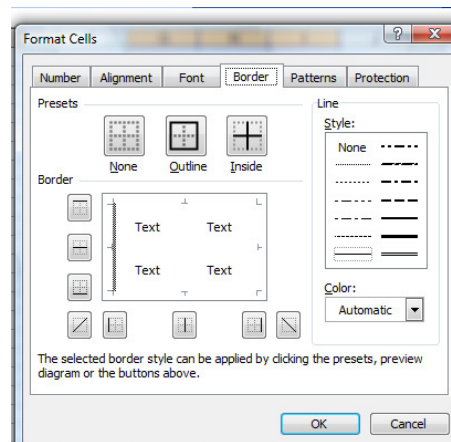 Format Cells
Number Alignment Font Border Patterns Protection
Presets
None Outline Inside
Border
Text Text
Text Text
Line
Style:
None
Color:
Automatic
The selected border style can be applied by clicking the presets, preview
diagram or the buttons above.
OK Cancel